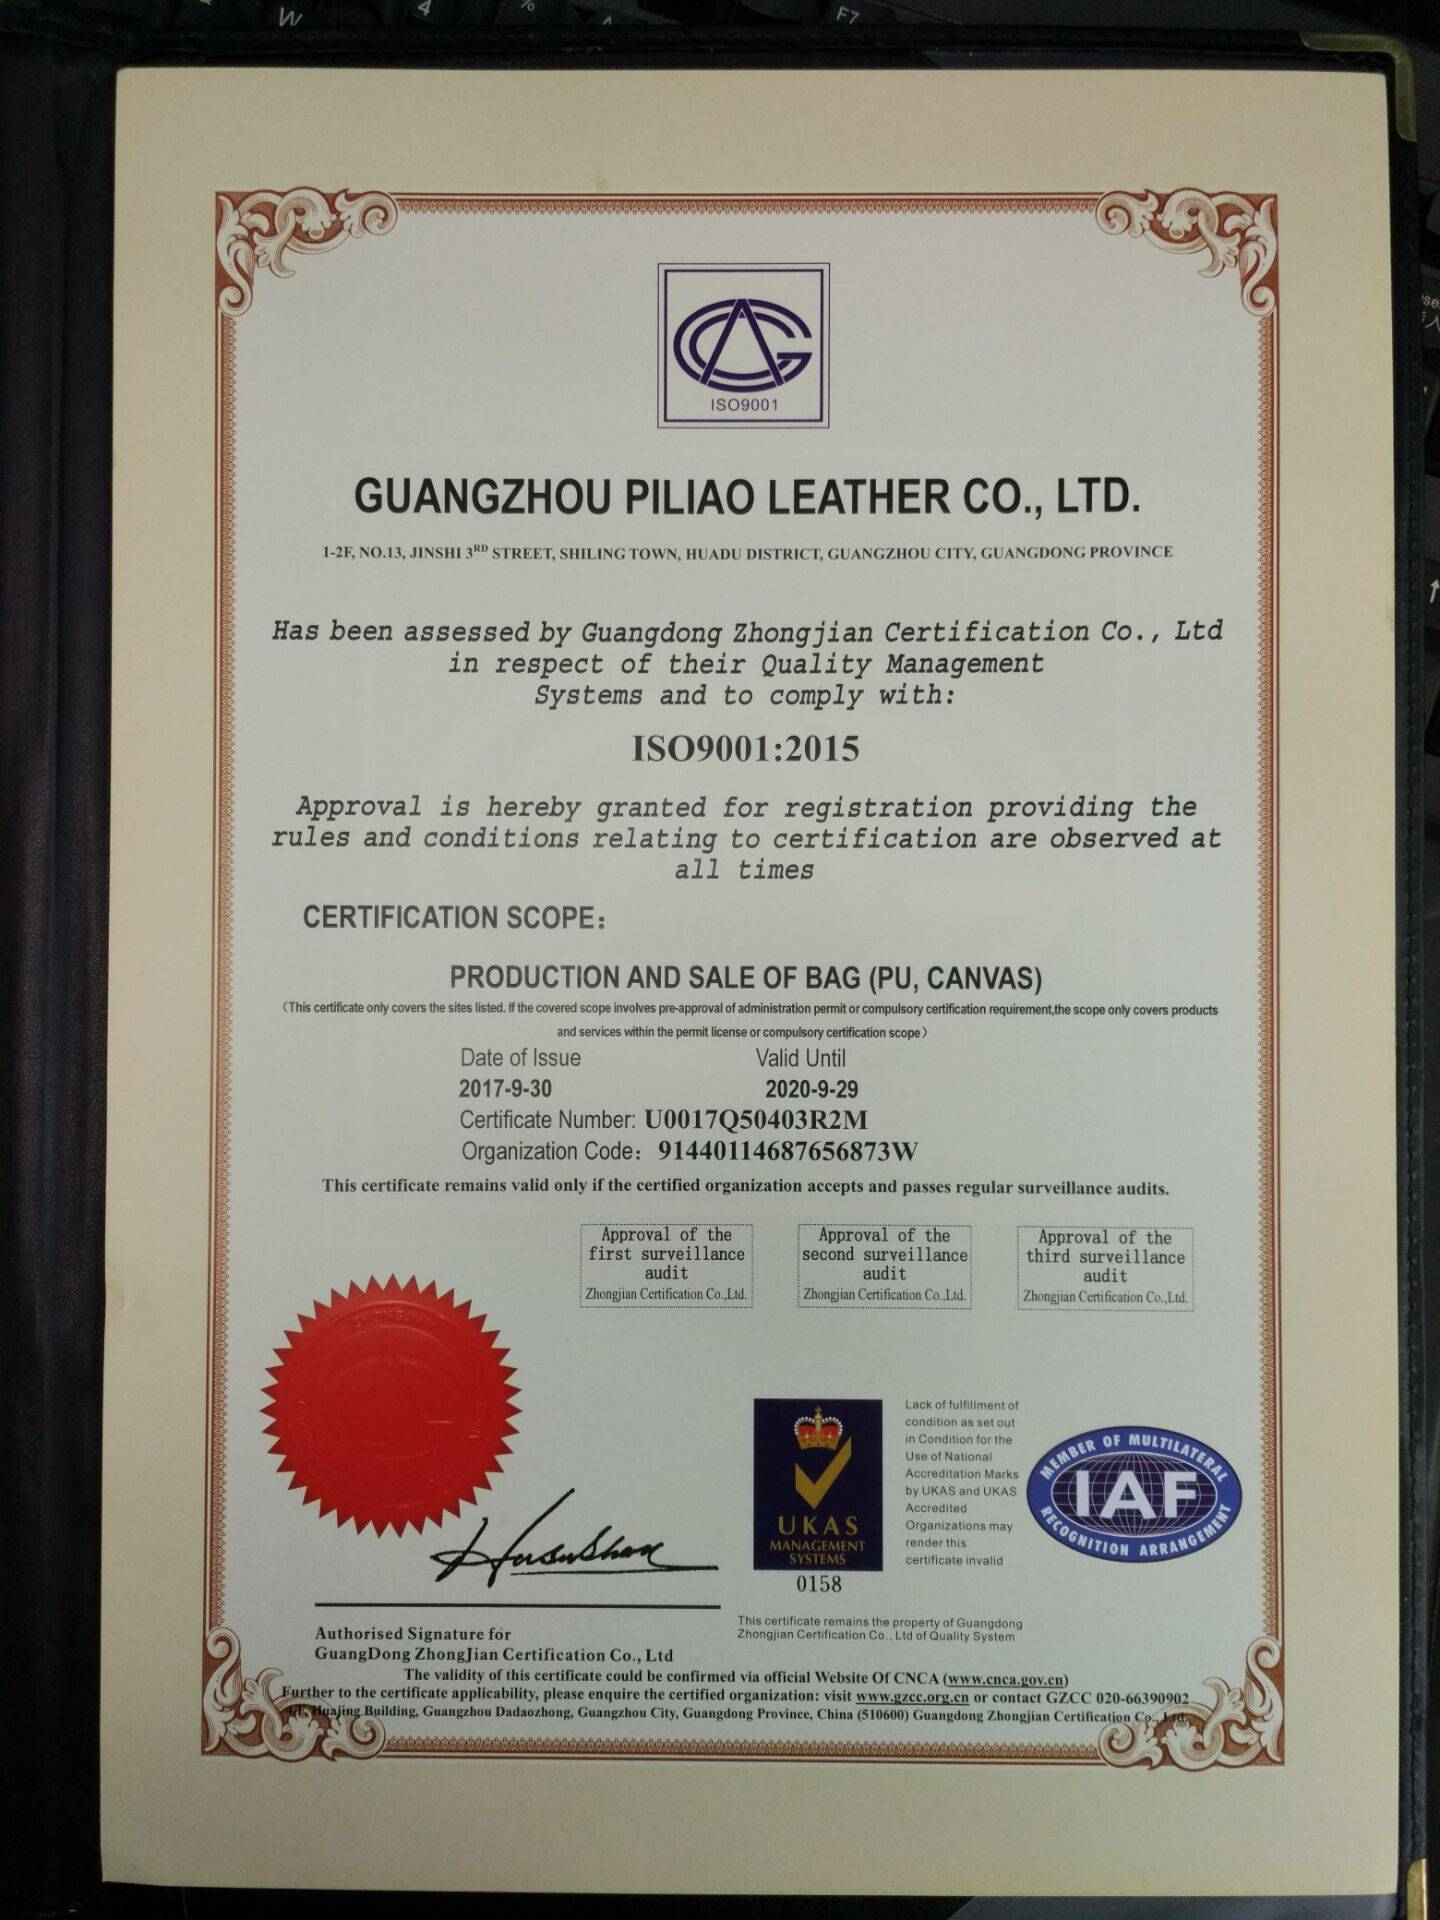 W
4
%
F7
CAG
ISO9001
GUANGZHOU PILIAO LEATHER CO., LTD.
1-2F, NO.13, JINSHI 3RD STREET, SHILING TOWN, HUADU DISTRICT, GUANGZHOU CITY, GUANGDONG PROVINCE
Has been assessed by Guangdong Zhongjian Certification Co., Ltd
in respect of their Quality Management
Systems and to comply with:
ISO9001:2015
Approval is hereby granted for registration providing the
rules and conditions relating to certification are observed at
all times
CERTIFICATION SCOPE:
PRODUCTION AND SALE OF BAG (PU, CANVAS)
(This certificate only covers the sites listed. If the covered scope involves pre-approval of administration permit or compulsory certification requirement,the scope only covers products
and services within the permit license or compulsory certification scope)
Date of Issue Valid Until
2017-9-30 2020-9-29
Certificate Number: U0017Q50403R2M
Organization Code: 91440114687656873W
This certificate remains valid only if the certified organization accepts and passes regular surveillance audits.
Approval of the
first surveillance
audit
Zhongjian Certification Co.,Ltd.
Approval of the
second surveillance
audit
Zhongjian Certification Co.,Ltd.
Approval of the
third surveillance
audit
Zhongjian Certification Co.,Ltd.
UKAS
MANAGEMENT
SYSTEMS
0158
Lack of fulfillment of
condition as set out
in Condition for the
Use of National
Accreditation Marks
by UKAS and UKAS
Accredited
Organizations may
render this
certificate invalid
MEMBER OF MULTILATERAL
IAF
RECOGNITION ARRANGEMENT
This certificate remains the property of Guangdong
Zhongjian Certification Co., Ltd of Quality System
Authorised Signature for
GuangDong ZhongJian Certification Co., Ltd
The validity of this certificate could be confirmed via official Website Of CNCA (www.cnca.gov.cn)
Further to the certificate applicability, please enquire the certified organization: visit www.gzcc.org.cn or contact GZCC 020-66390902
Huajing Building, Guangzhou Dadaozhong, Guangzhou City, Guangdong Province, China (510600) Guangdong Zhongjian Certification Co., Ltd.